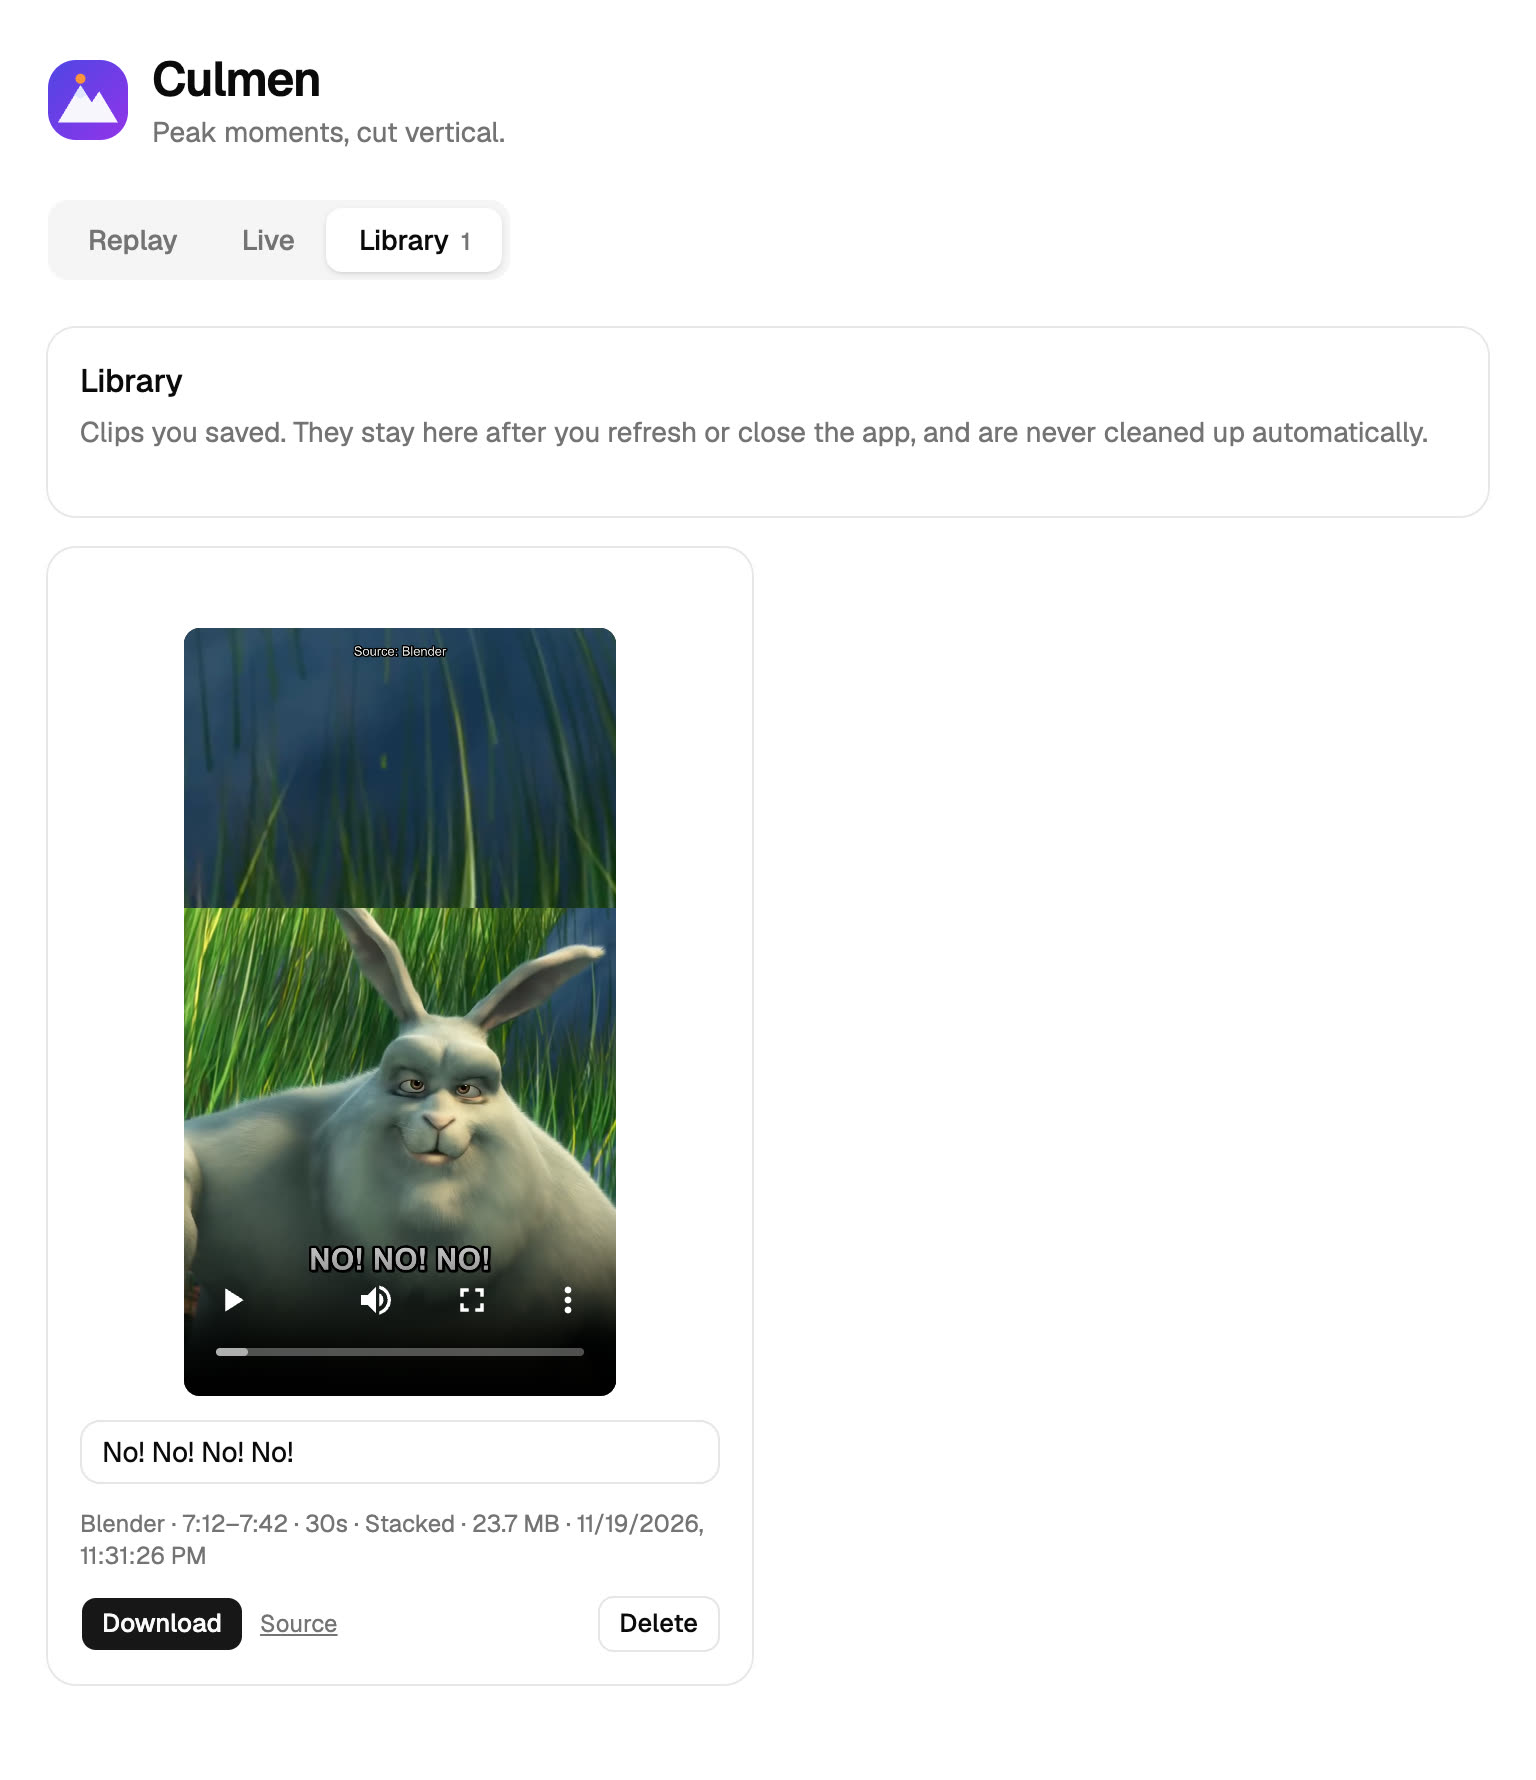 Culmen
Peak moments, cut vertical.
Replay
Live
Library 1
Library
Clips you saved. They stay here after you refresh or close the app, and are never cleaned up automatically.
Source: Blender
NO! NO! NO!
No! No! No! No!
Blender · 7:12–7:42 · 30s · Stacked · 23.7 MB · 11/19/2026,
11:31:26 PM
Download
Source
Delete